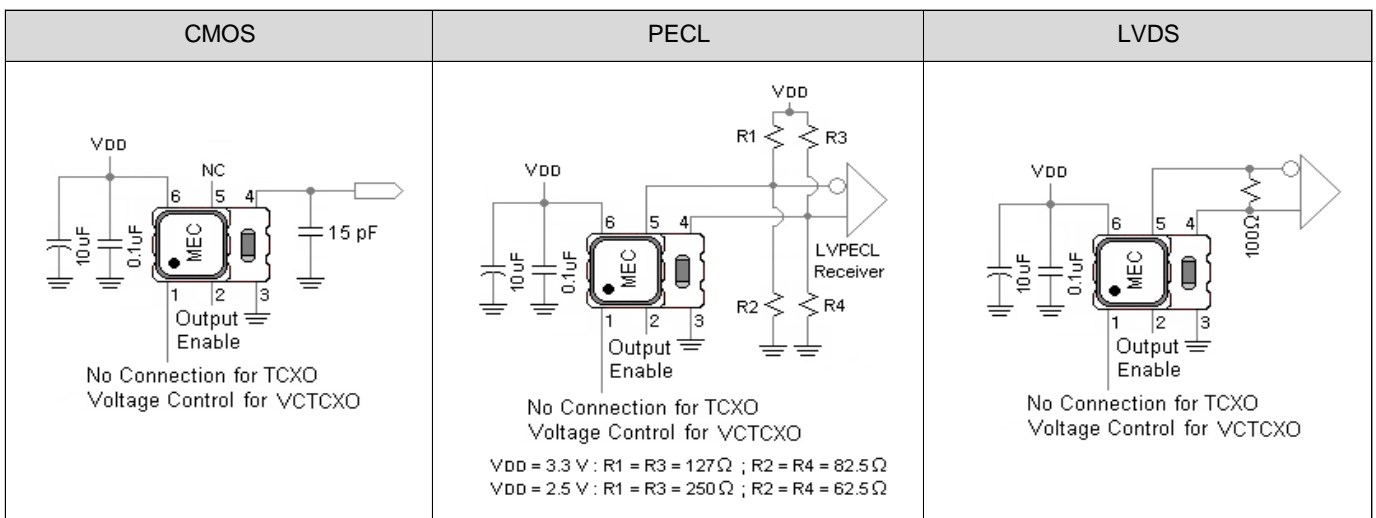 CMOS
PECL
LVDS
VDD
NC
6
5
4
10uF
0.1uF
MEC
15 pF
1
2
3
Output
Enable
No Connection for TCXO
Voltage Control for VCTCXO
VDD
R1
R3
VDD
6
5
4
10uF
0.1uF
MEC
LVPECL
Receiver
R2
R4
1
2
3
Output
Enable
No Connection for TCXO
Voltage Control for VCTCXO
VDD = 3.3 V : R1 = R3 = 127Ω ; R2 = R4 = 82.5Ω
VDD = 2.5 V : R1 = R3 = 250Ω ; R2 = R4 = 62.5Ω
VDD
6
5
4
100Ω
10uF
0.1uF
MEC
1
2
3
Output
Enable
No Connection for TCXO
Voltage Control for VCTCXO